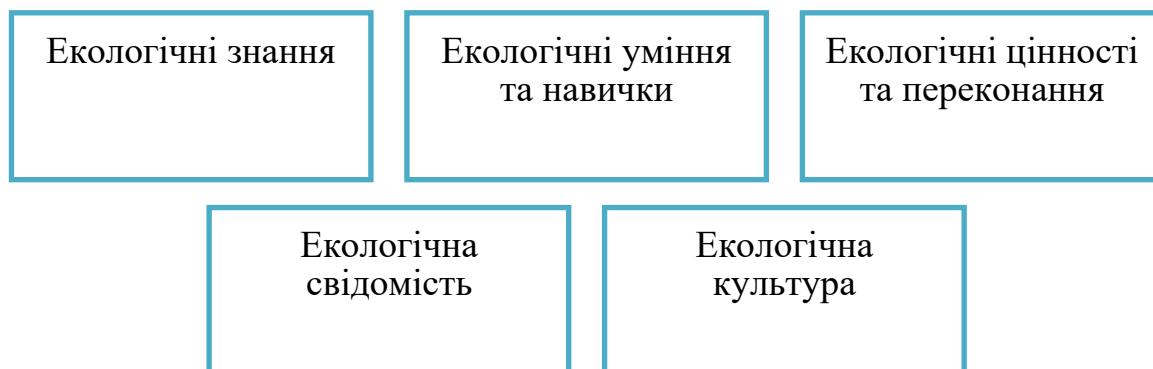 Екологічні знання
Екологічні уміння
та навички
Екологічні цінності
та переконання
Екологічна
свідомість
Екологічна
культура